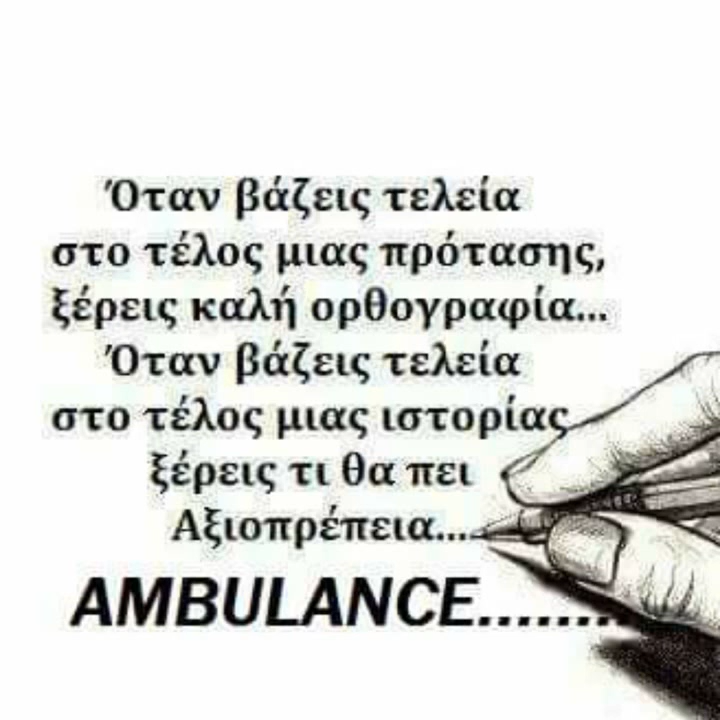 Όταν βάζεις τελεία
στο τέλος μιας πρότασης,
ξέρεις καλή ορθογραφία...
Όταν βάζεις τελεία
στο τέλος μιας ιστορίας
ξέρεις τι θα πει
Αξιοπρέπεια....
AMBULANCE........